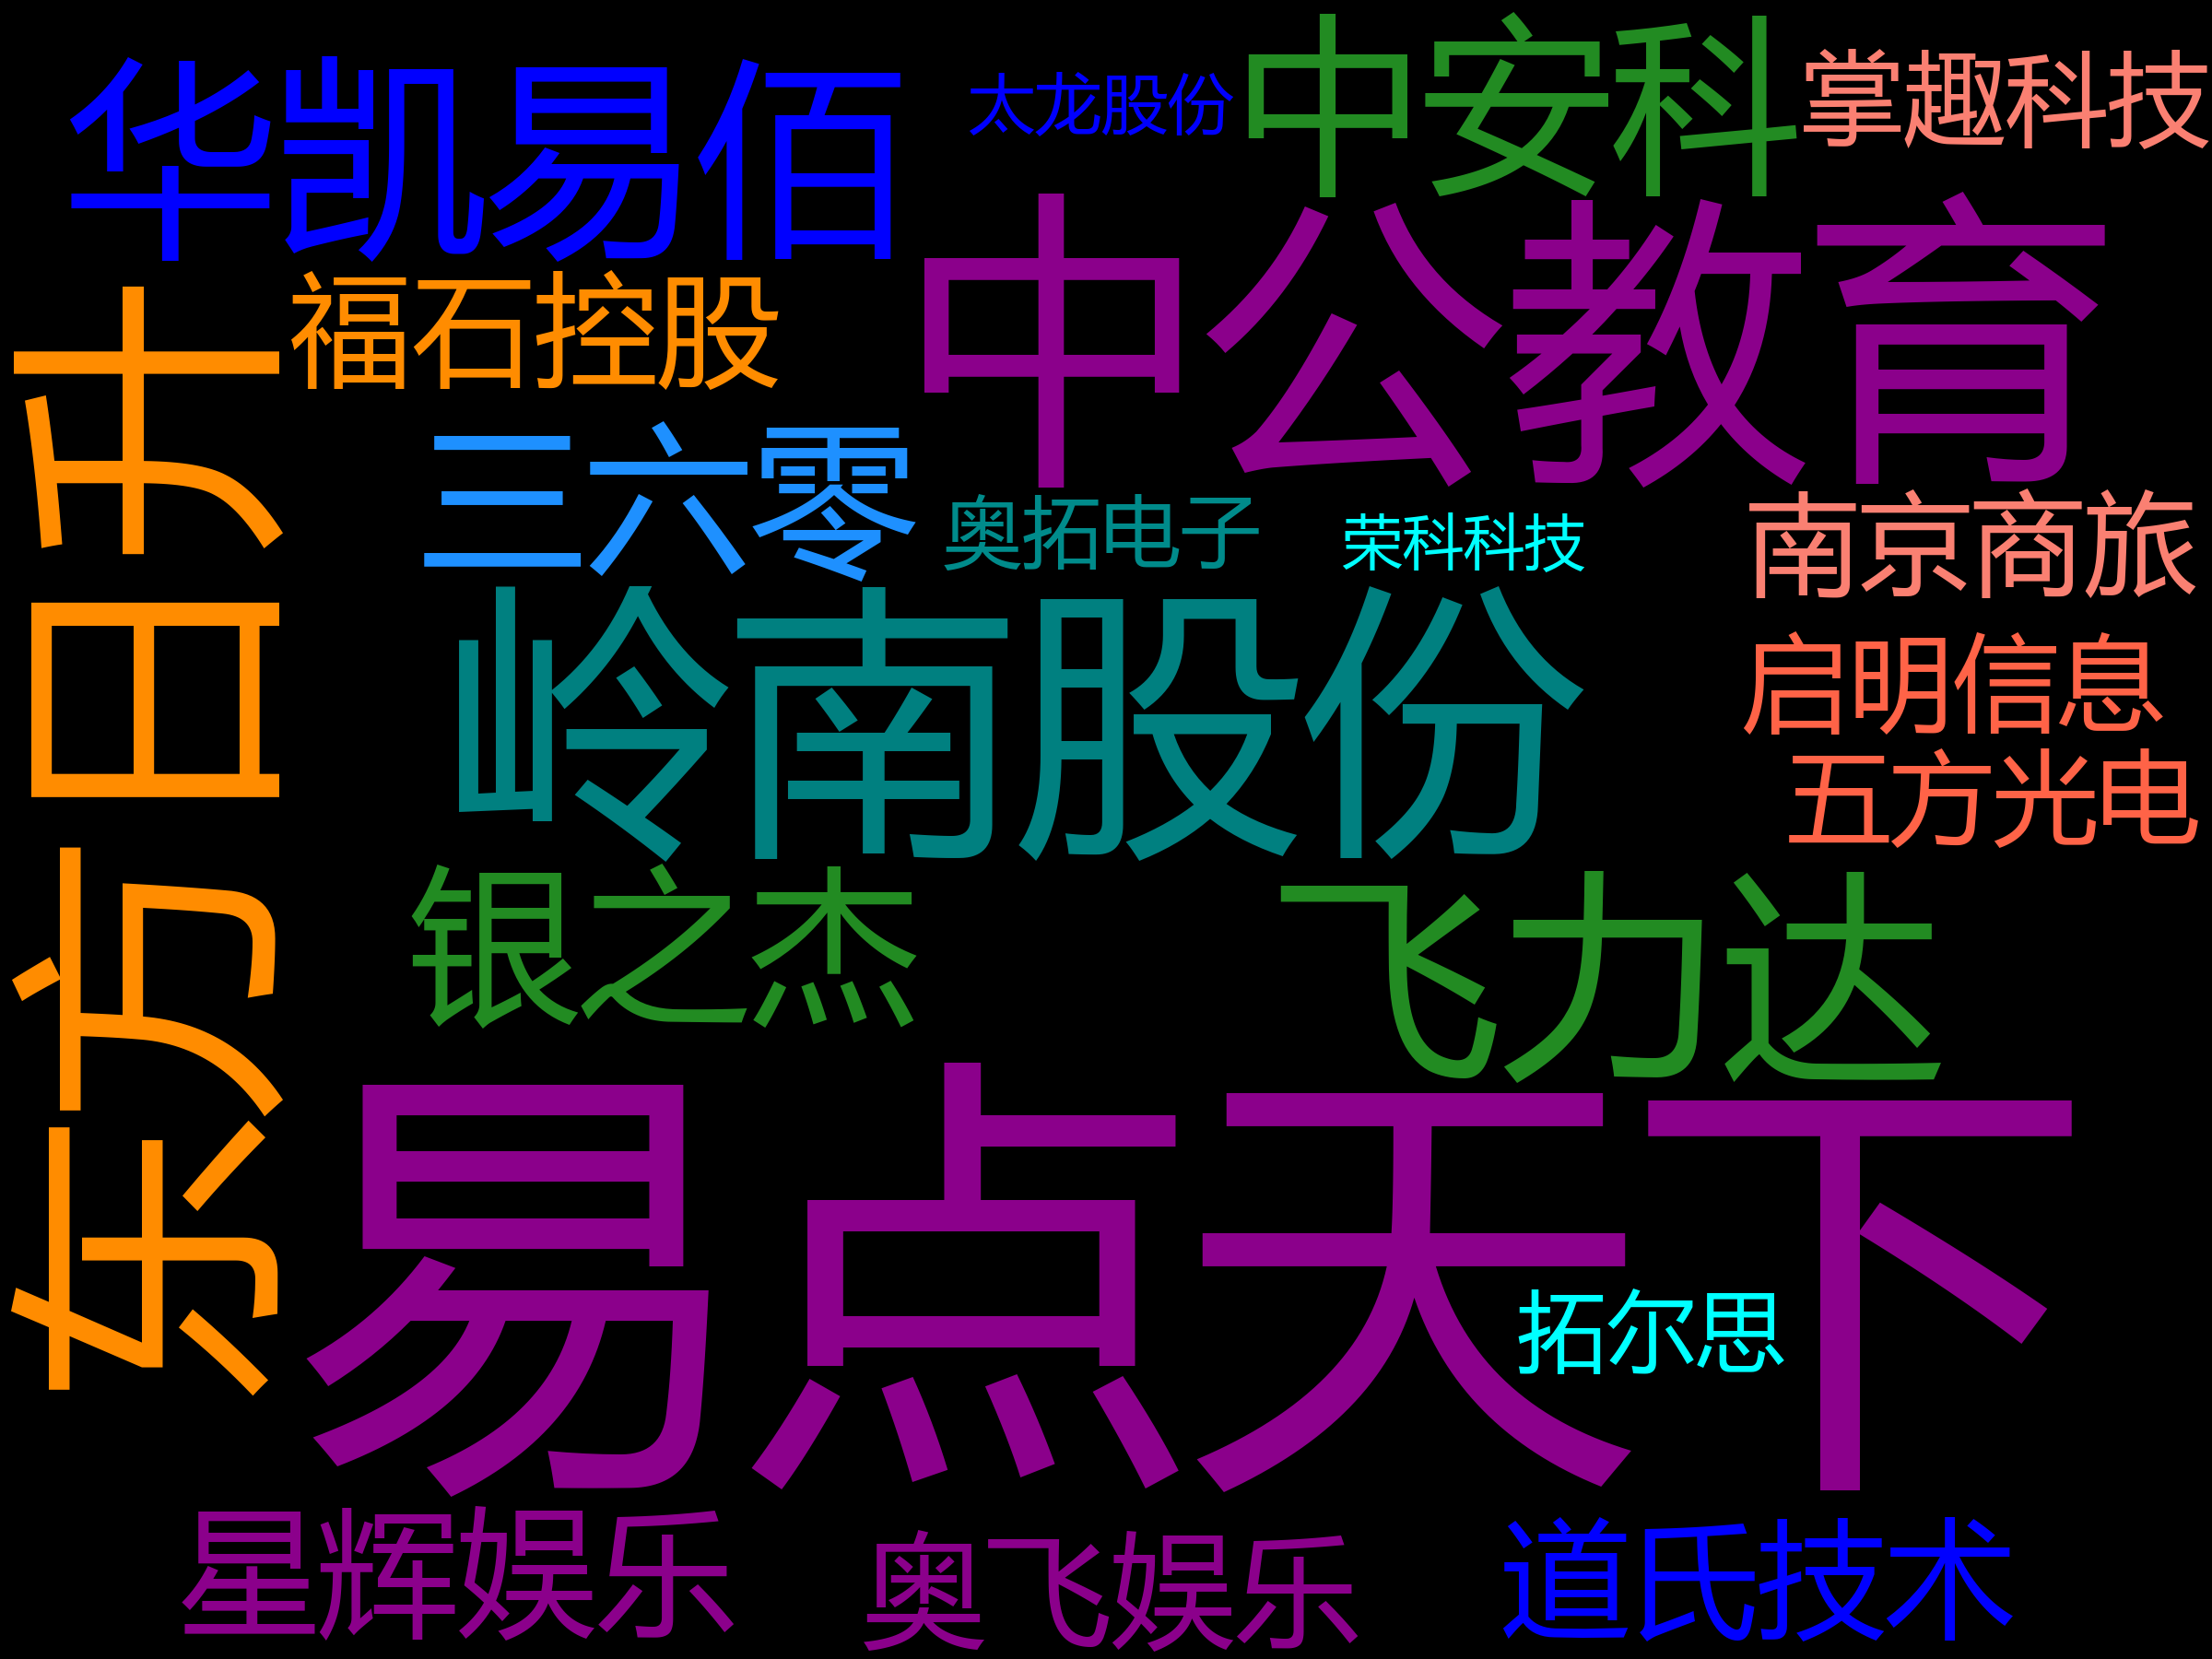 华凯易佰
太龙股份
中安科
掌趣科技
福石控股
中公教育
三六零
奥拓电子
荣科科技
南京商旅
岭南股份
启明信息
五方光电
银之杰
飞力达
东方日升
易点天下
拓尔思
星辉娱乐
奥飞娱乐
道氏技术